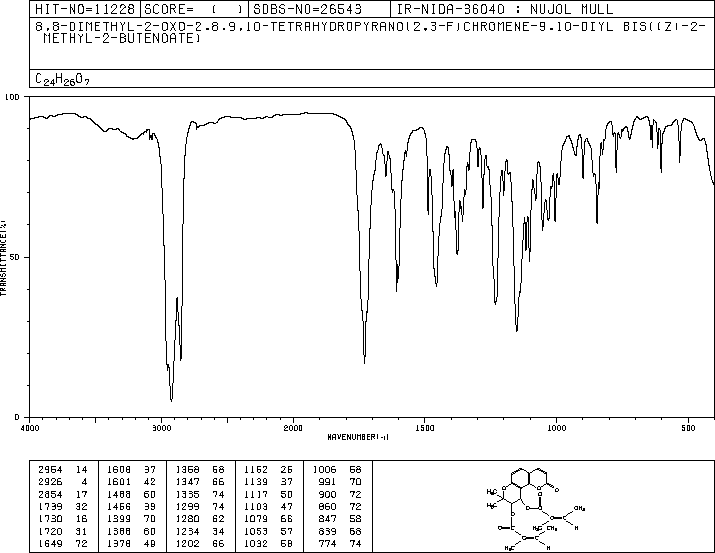 HIT-NO=11228 SCORE= ( ) SDBS-NO=26543 IR-NIDA-36040 : NUJOL MULL
8,8-DIMETHYL-2-OXO-2,8,9,10-TETRAHYDROPYRANO(2,3-F)CHROMENE-9,10-DIYL BIS((Z)-2-
METHYL-2-BUTENOATE)
C24H26O7
100
50
0
TRANSMITTANCE(%)
4000 3000 2000 1500 1000 500
WAVENUMBER(-1)
2954 14 1608 37 1368 68 1152 26 1006 58
2926 4 1601 42 1347 66 1139 37 991 70
2854 17 1488 60 1335 74 1117 50 900 72
1739 32 1456 39 1299 74 1103 47 860 72
1730 16 1399 70 1280 62 1079 66 847 58
1720 31 1388 60 1234 34 1053 57 839 68
1649 72 1378 49 1202 66 1032 58 774 74